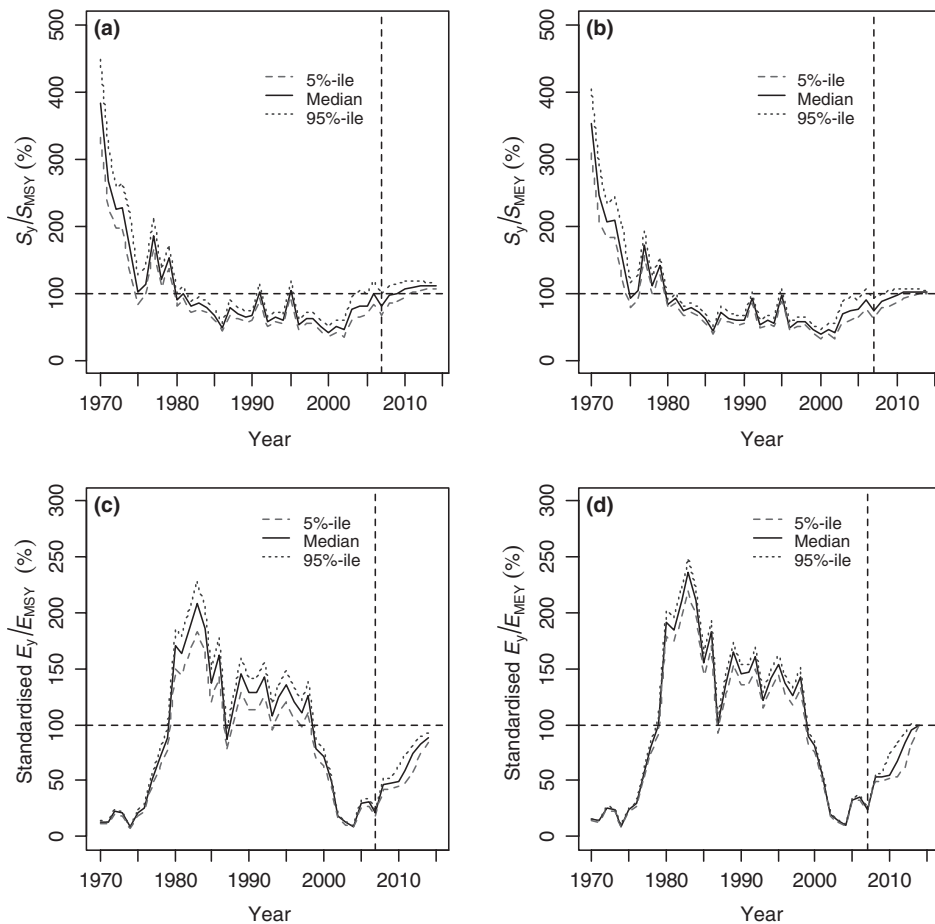 (a)
500
400
300
200
100
0
S_y/S_MSY (%)
5%-ile
Median
95%-ile
1970 1980 1990 2000 2010
Year
(b)
500
400
300
200
100
0
S_y/S_MEY (%)
5%-ile
Median
95%-ile
1970 1980 1990 2000 2010
Year
(c)
300
250
200
150
100
50
0
Standardised E_y/E_MSY (%)
5%-ile
Median
95%-ile
1970 1980 1990 2000 2010
Year
(d)
300
250
200
150
100
50
0
Standardised E_y/E_MEY (%)
5%-ile
Median
95%-ile
1970 1980 1990 2000 2010
Year